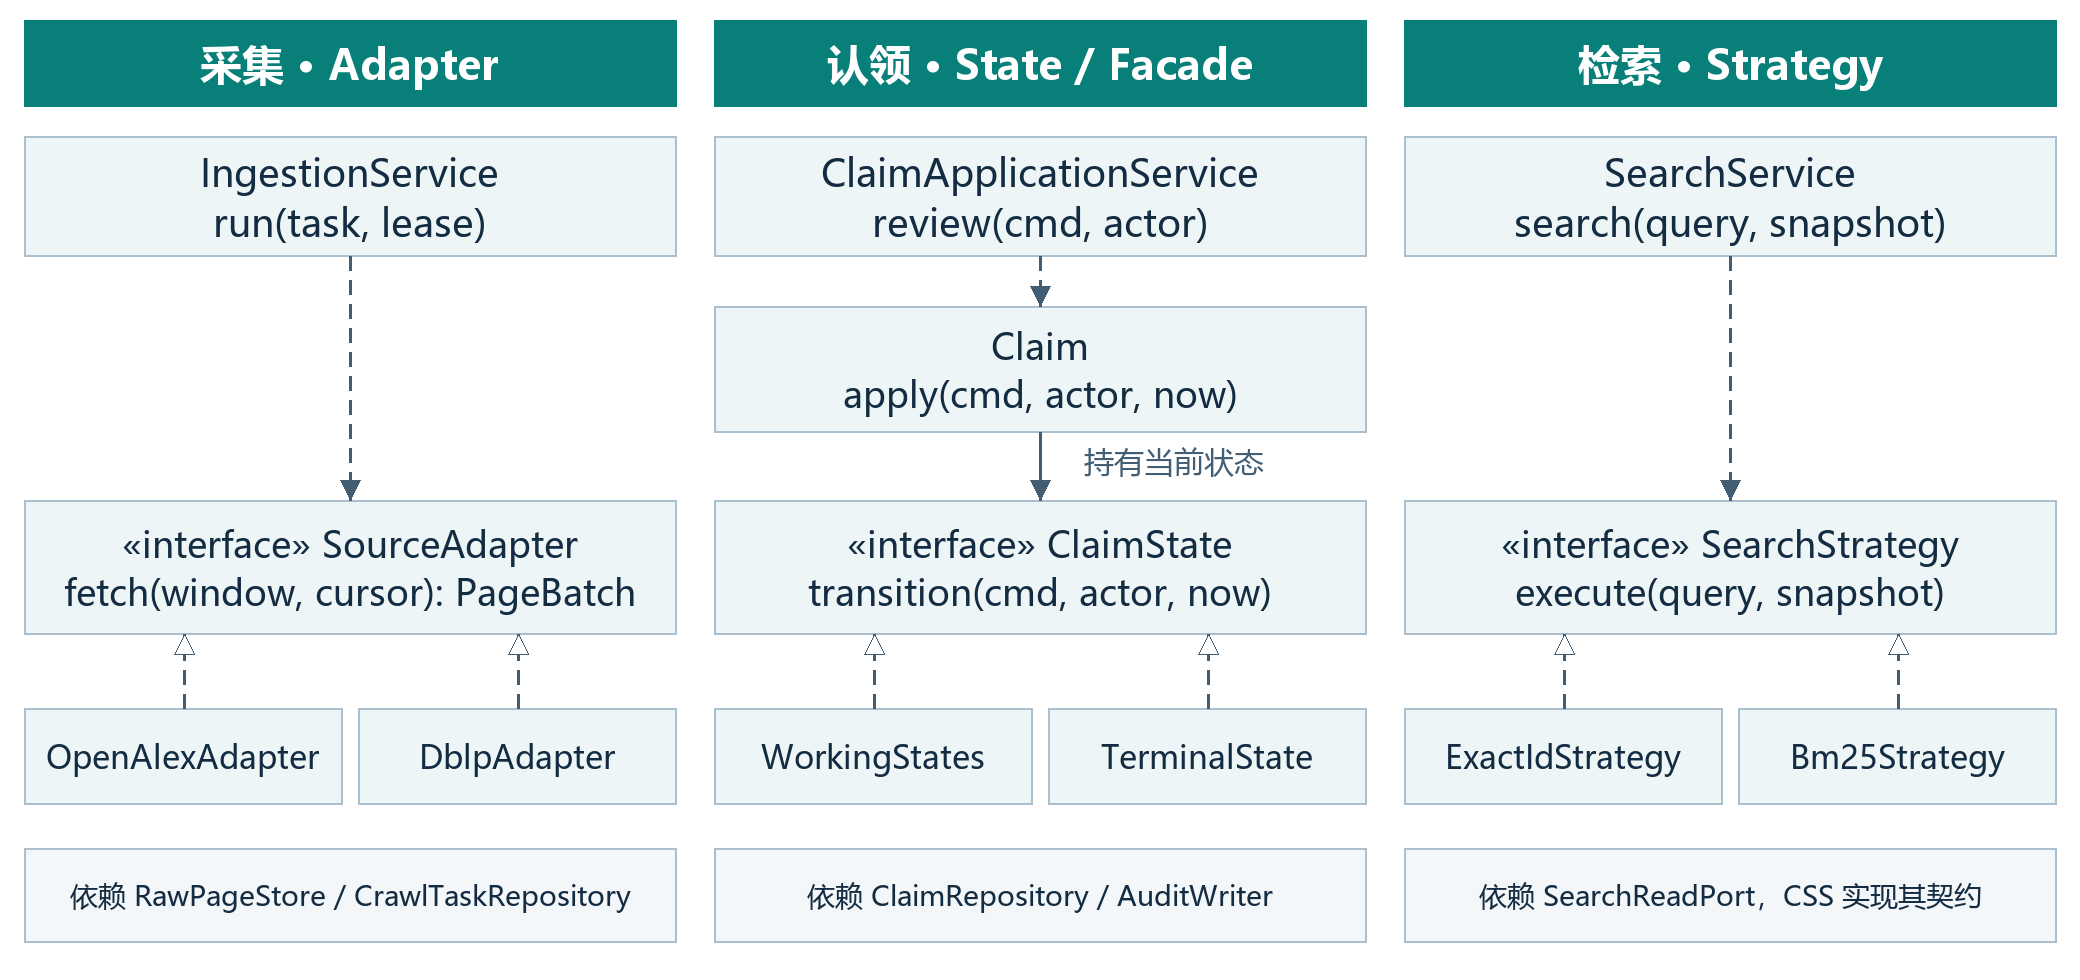 采集 • Adapter
IngestionService
run(task, lease)
«interface» SourceAdapter
fetch(window, cursor): PageBatch
OpenAlexAdapter
DblpAdapter
依赖 RawPageStore / CrawlTaskRepository
认领 • State / Facade
ClaimApplicationService
review(cmd, actor)
Claim
apply(cmd, actor, now)
持有当前状态
«interface» ClaimState
transition(cmd, actor, now)
WorkingStates
TerminalState
依赖 ClaimRepository / AuditWriter
检索 • Strategy
SearchService
search(query, snapshot)
«interface» SearchStrategy
execute(query, snapshot)
ExactIdStrategy
Bm25Strategy
依赖 SearchReadPort，CSS 实现其契约